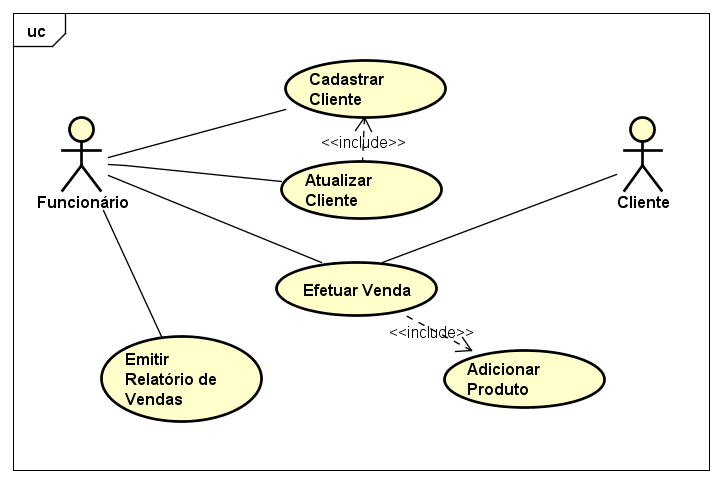 uc
Cadastrar
Cliente
<<include>>
Atualizar
Cliente
Funcionário
Cliente
Efetuar Venda
<<include>>
Emitir
Relatório de
Vendas
Adicionar
Produto